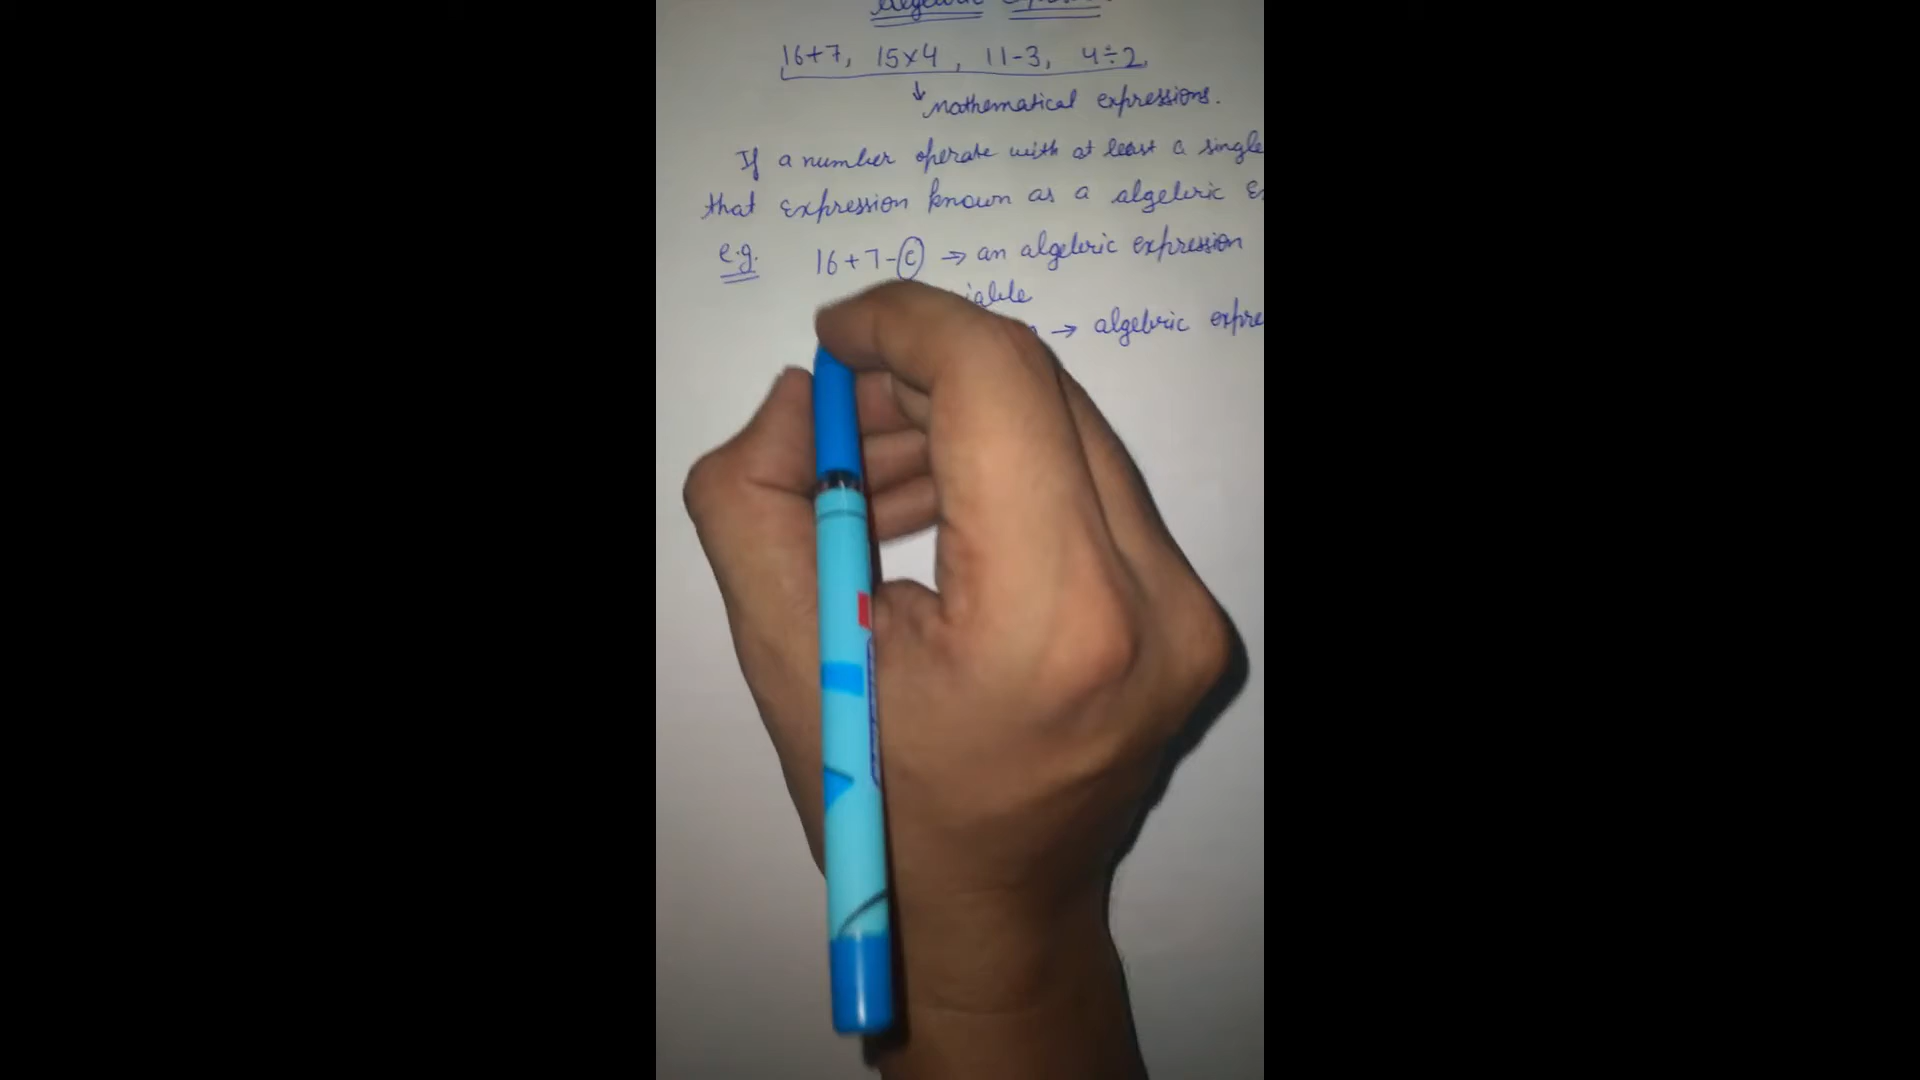 16+7, 15×4, 11-3, 4÷2
↓ mathematical expressions.
If a number operate with at least a single
that expression known as a algebric
e.g. 16+7-c → an algebric expression
→ algebric expre